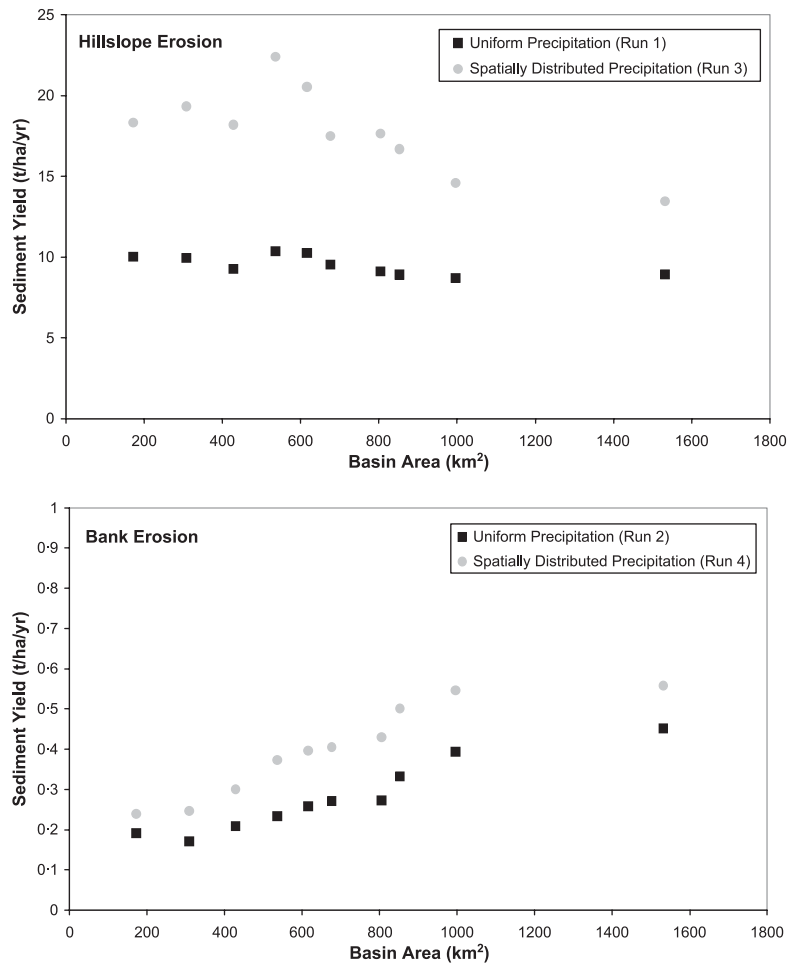 25
Hillslope Erosion
■ Uniform Precipitation (Run 1)
● Spatially Distributed Precipitation (Run 3)
20
15
10
5
0
Sediment Yield (t/ha/yr)
0 200 400 600 800 1000 1200 1400 1600 1800
Basin Area (km²)
1
Bank Erosion
■ Uniform Precipitation (Run 2)
● Spatially Distributed Precipitation (Run 4)
0·9
0·8
0·7
0·6
0·5
0·4
0·3
0·2
0·1
0
Sediment Yield (t/ha/yr)
0 200 400 600 800 1000 1200 1400 1600 1800
Basin Area (km²)